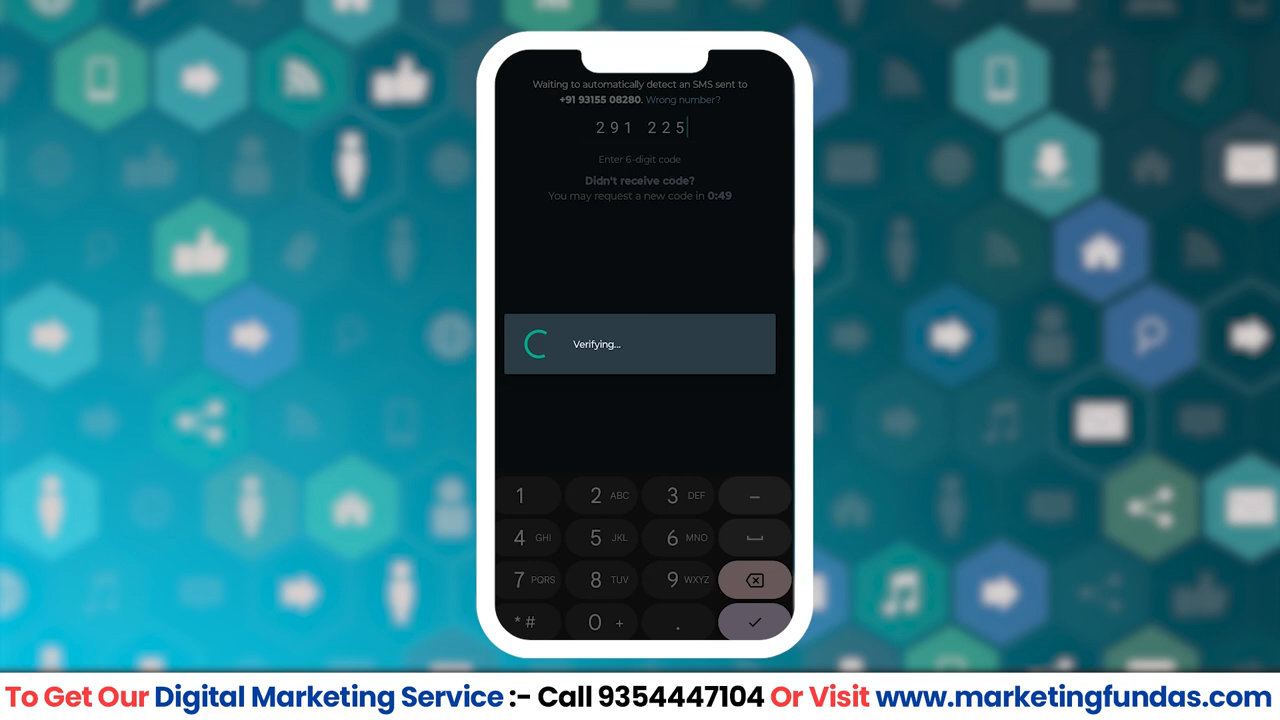 Waiting to automatically detect an SMS sent to
+91 93155 08280. Wrong number?
291 225
Enter 6-digit code
Didn't receive code?
You may request a new code in 0:49
Verifying...
1 2 ABC 3 DEF –
4 GHI 5 JKL 6 MNO
7 PQRS 8 TUV 9 WXYZ
* # 0 + .
To Get Our Digital Marketing Service :- Call 9354447104 Or Visit www.marketingfundas.com